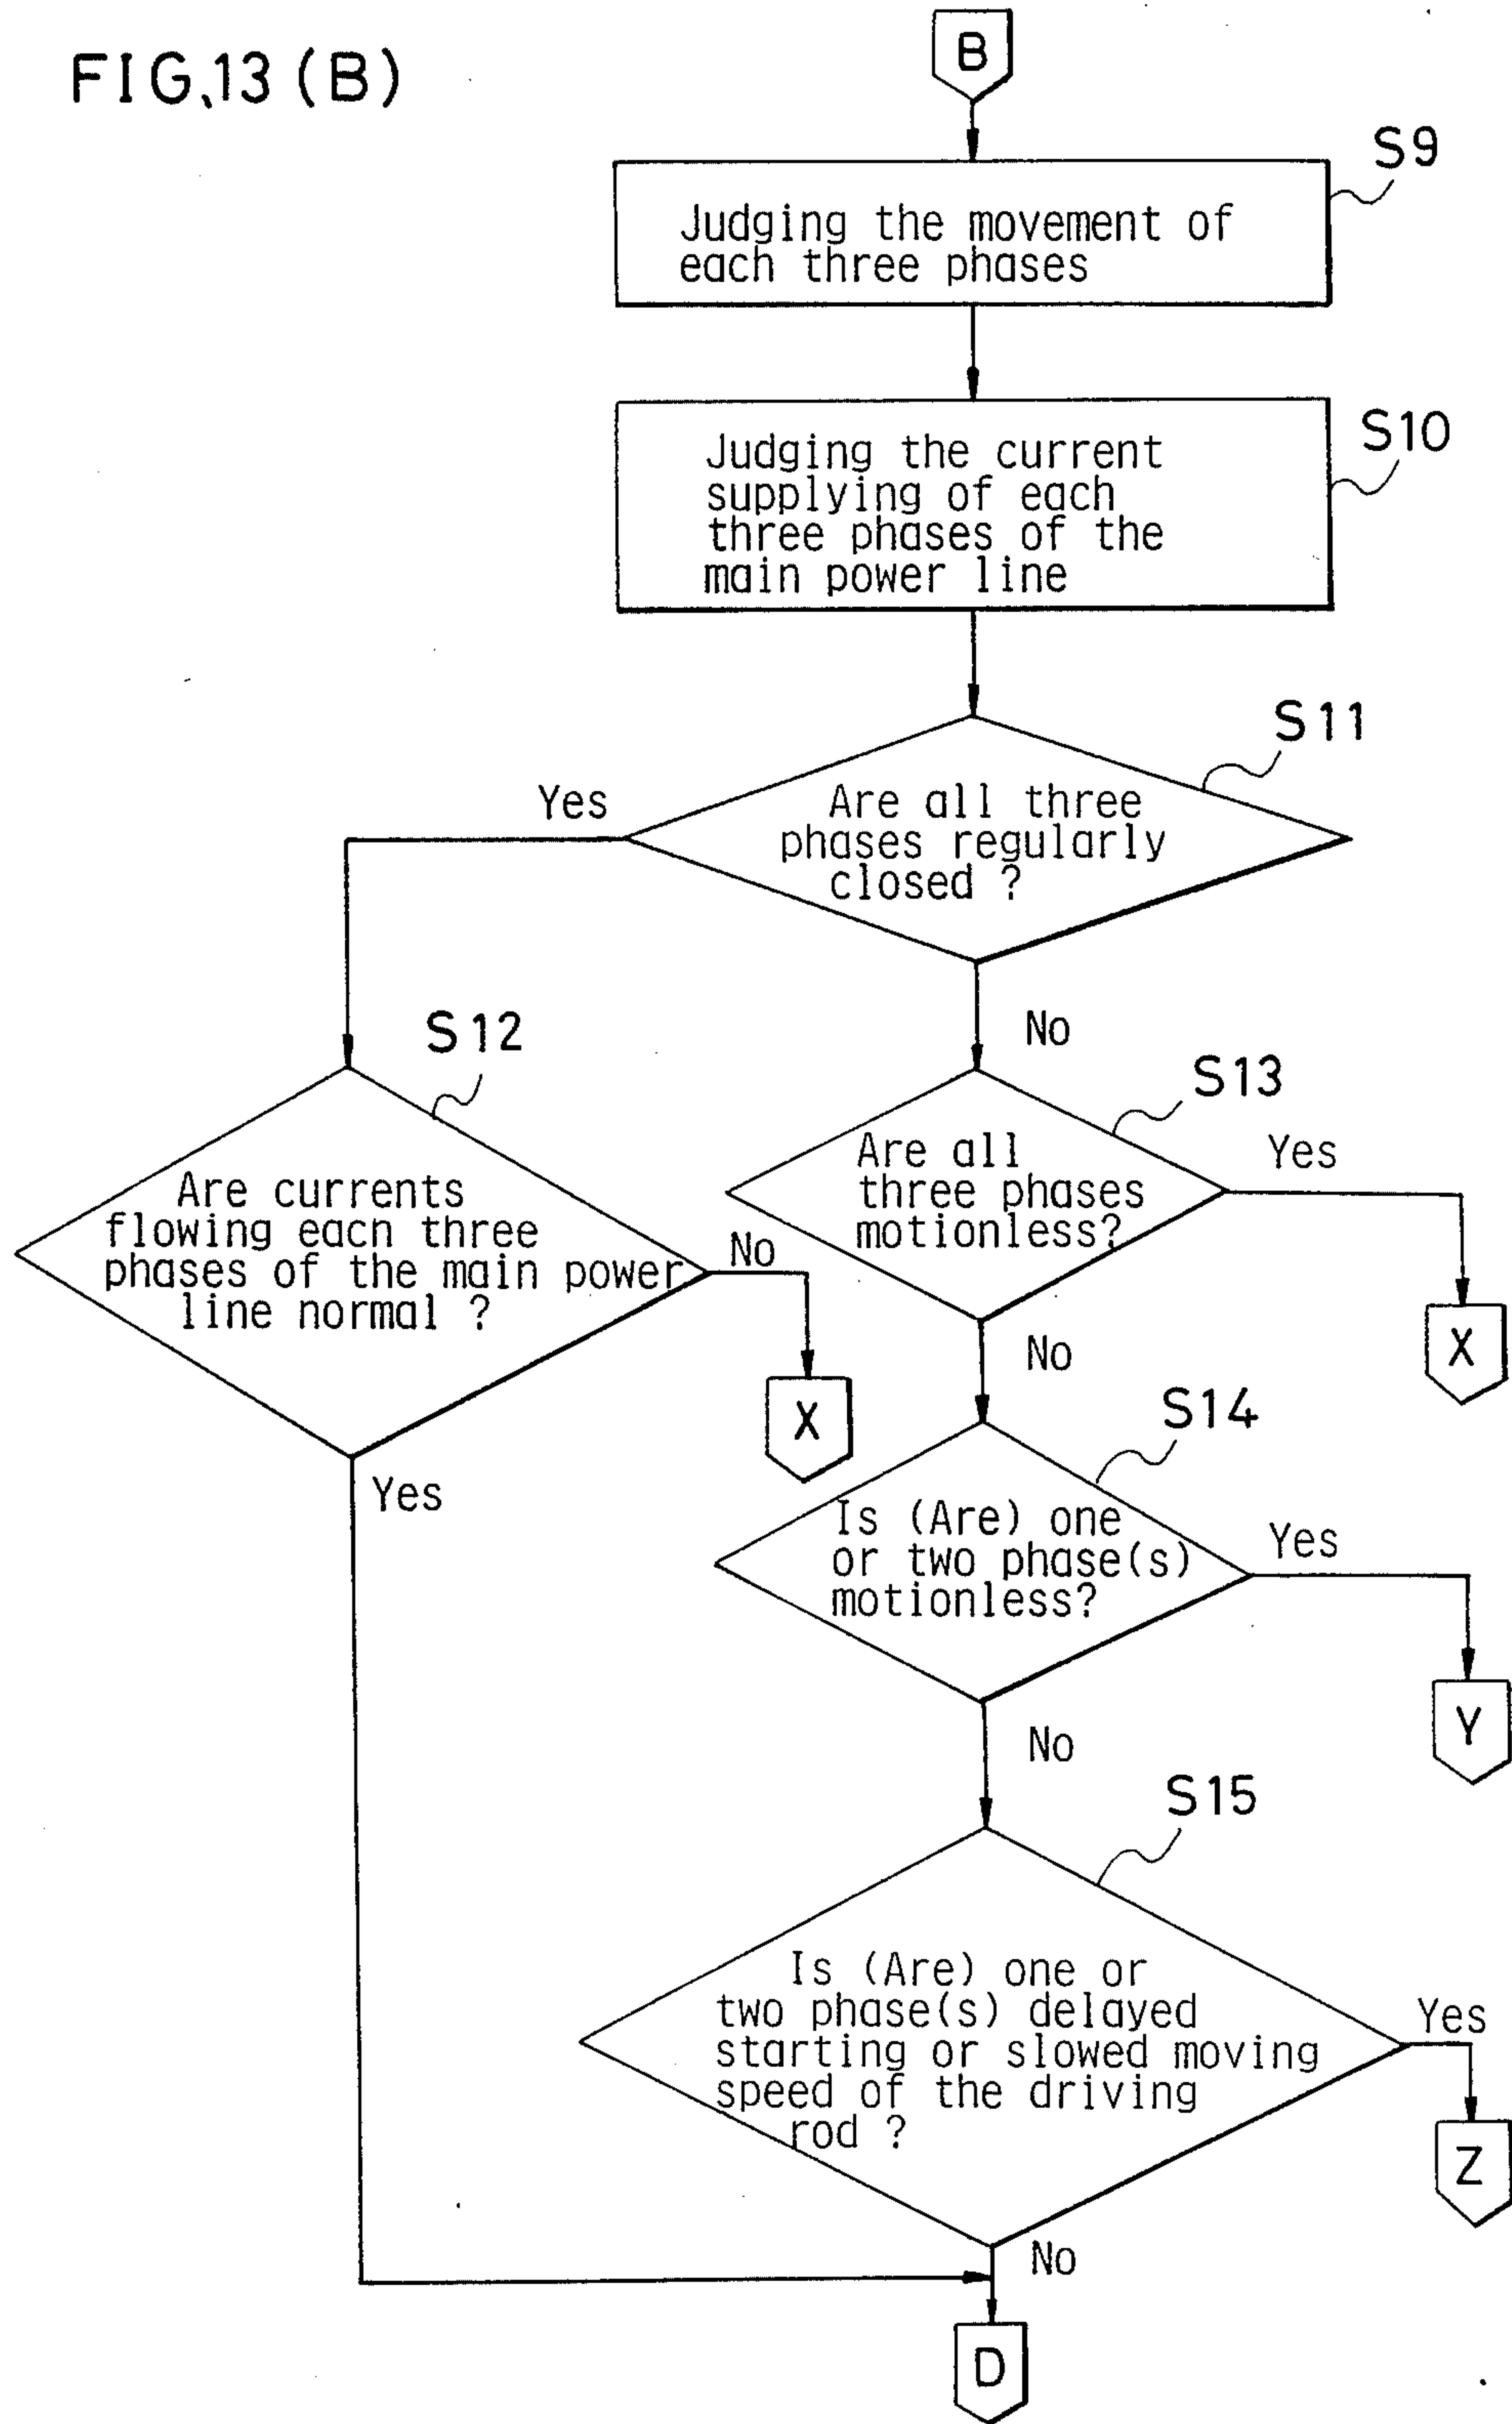 FIG.13 (B)
B
S9
Judging the movement of
each three phases
S10
Judging the current
supplying of each
three phases of the
main power line
S11
Yes
Are all three
phases regularly
closed ?
No
S12
Are currents
flowing each three
phases of the main power
line normal ?
No
X
Yes
S13
Are all
three phases
motionless?
Yes
X
No
S14
Is (Are) one
or two phase(s)
motionless?
Yes
Y
No
S15
Is (Are) one or
two phase(s) delayed
starting or slowed moving
speed of the driving
rod ?
Yes
Z
No
D